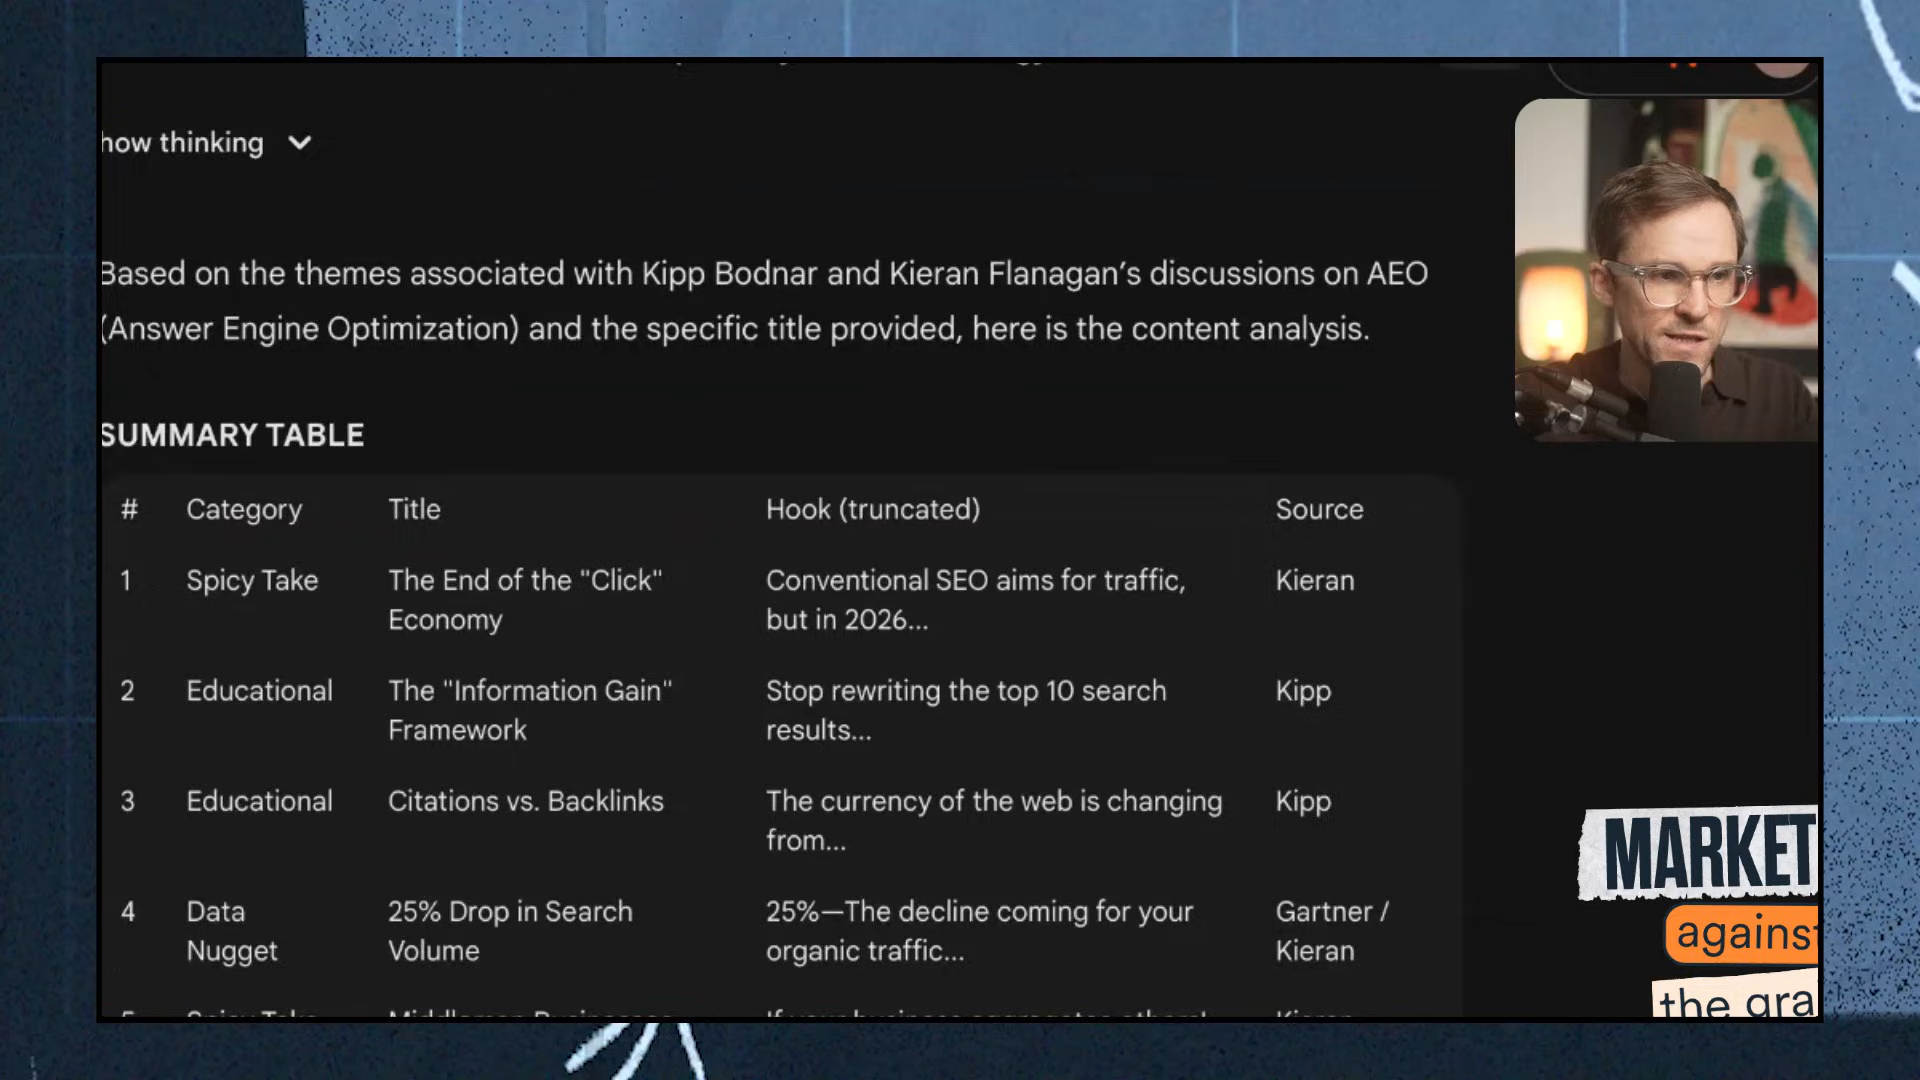 how thinking
Based on the themes associated with Kipp Bodnar and Kieran Flanagan's discussions on AEO
(Answer Engine Optimization) and the specific title provided, here is the content analysis.
SUMMARY TABLE
# Category Title Hook (truncated) Source
1 Spicy Take The End of the "Click" Economy Conventional SEO aims for traffic, but in 2026... Kieran
2 Educational The "Information Gain" Framework Stop rewriting the top 10 search results... Kipp
3 Educational Citations vs. Backlinks The currency of the web is changing from... Kipp
4 Data Nugget 25% Drop in Search Volume 25%—The decline coming for your organic traffic... Gartner / Kieran
MARKET
against
the gra